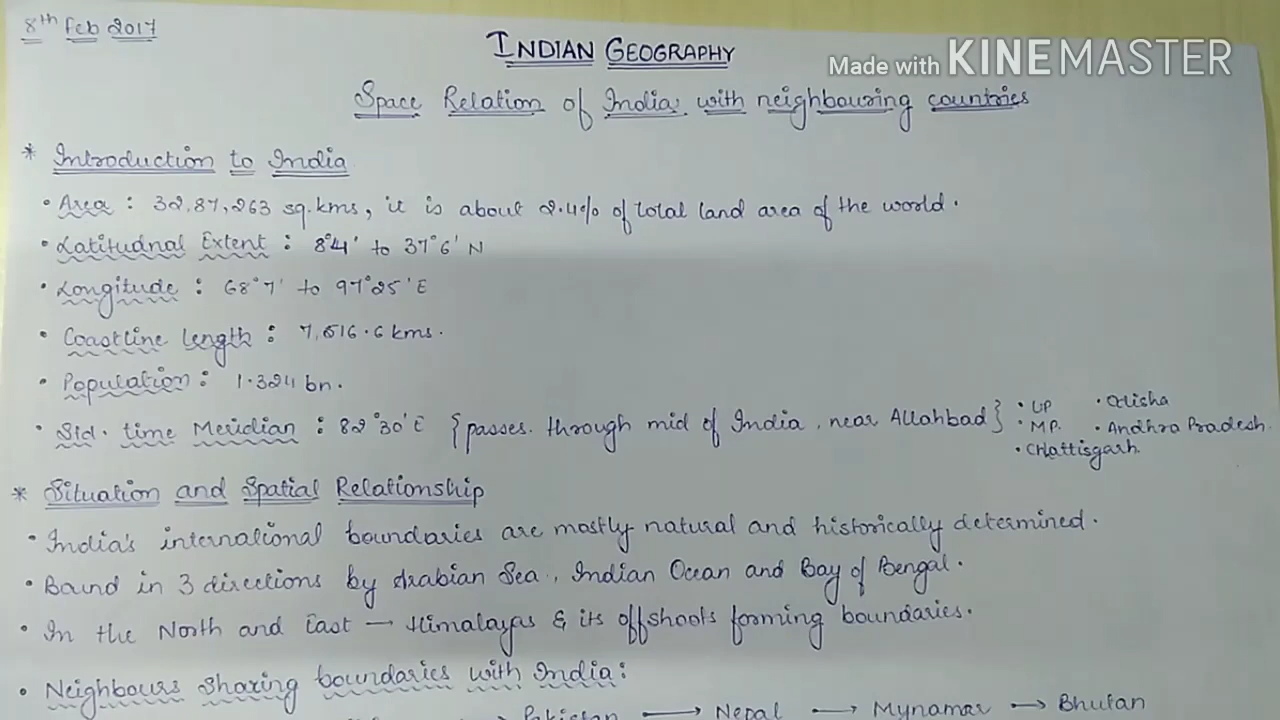 8th Feb 2017
INDIAN GEOGRAPHY
Made with KINEMASTER
Space Relation of India with neighbouring countries
* Introduction to India
• Area : 32,87,263 sq.kms, it is about 2.4% of total land area of the world.
• Latitudnal Extent : 8°4' to 37°6' N
• Longitude : 68°7' to 97°25' E
• Coastline length : 7,516.6 kms.
• Population : 1.324 bn.
• Std. time Meridian : 82°30' E {passes through mid of India, near Allahbad} • UP • Odisha
• MP. • Andhra Pradesh.
• Chattisgarh.
* Situation and Spatial Relationship
• India's international boundaries are mostly natural and historically determined.
• Bound in 3 directions by Arabian Sea, Indian Ocean and Bay of Bengal.
• In the North and East — Himalayas & its offshoots forming boundaries.
• Neighbours sharing boundaries with India :
Pakistan → Nepal → Mynamar → Bhutan